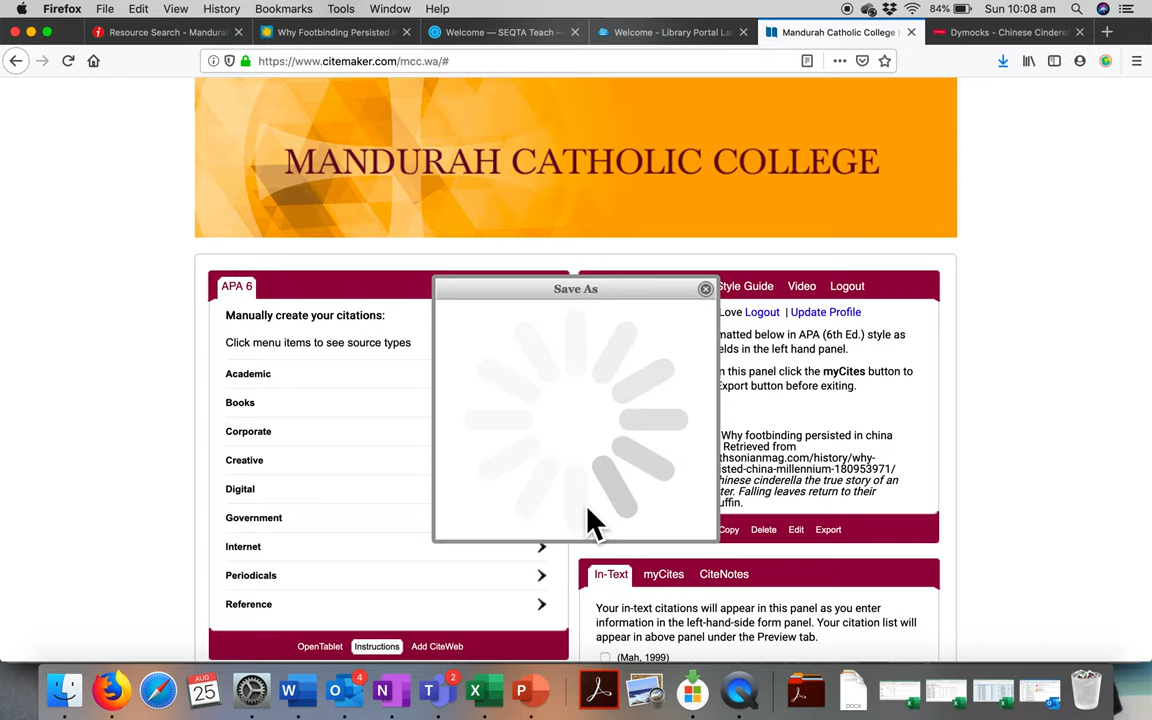 Firefox File Edit View History Bookmarks Tools Window Help 84% Sun 10:08 am
Resource Search - Mandura Why Footbinding Persisted in Welcome — SEQTA Teach — Welcome - Library Portal La Mandurah Catholic College Dymocks - Chinese Cinderel
https://www.citemaker.com/mcc.wa/#
MANDURAH CATHOLIC COLLEGE
APA 6
Manually create your citations:
Click menu items to see source types
Academic
Books
Corporate
Creative
Digital
Government
Internet
Periodicals
Reference
OpenTablet Instructions Add CiteWeb
Save As
Style Guide Video Logout
Love Logout | Update Profile
matted below in APA (6th Ed.) style as
elds in the left hand panel.
n this panel click the myCites button to
Export button before exiting.
Why footbinding persisted in china
Retrieved from
thsonianmag.com/history/why-
isted-china-millennium-180953971/
hinese cinderella the true story of an
ter. Falling leaves return to their
uffin.
Copy Delete Edit Export
In-Text myCites CiteNotes
Your in-text citations will appear in this panel as you enter
information in the left-hand-side form panel. Your citation list will
appear in above panel under the Preview tab.
(Mah, 1999)
AUG
25
4
2
DOCX